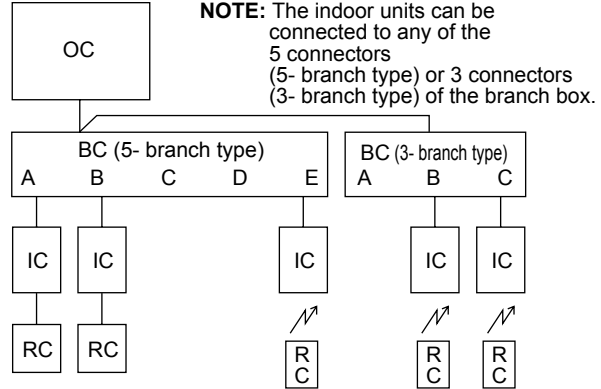 NOTE: The indoor units can be
connected to any of the
5 connectors
(5- branch type) or 3 connectors
(3- branch type) of the branch box.
OC
BC (5- branch type)
A B C D E
BC (3- branch type)
A B C
IC IC IC IC IC
RC RC
R
C
R
C
R
C